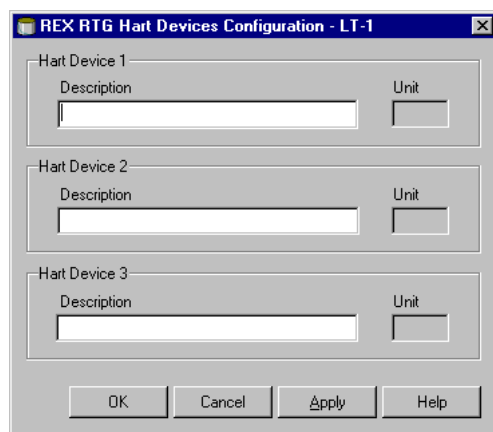 REX RTG Hart Devices Configuration - LT-1
Hart Device 1
Description Unit
Hart Device 2
Description Unit
Hart Device 3
Description Unit
OK Cancel Apply Help